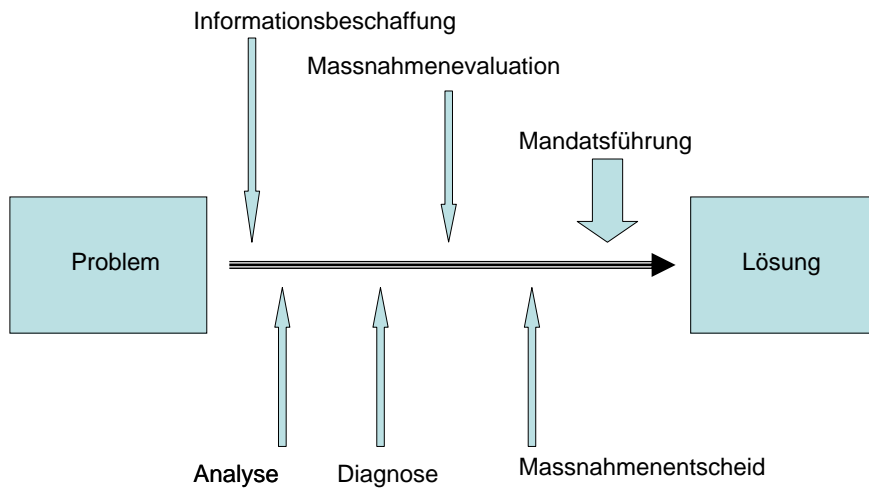 Informationsbeschaffung
Massnahmenevaluation
Mandatsführung
Problem
Lösung
Analyse
Diagnose
Massnahmenentscheid